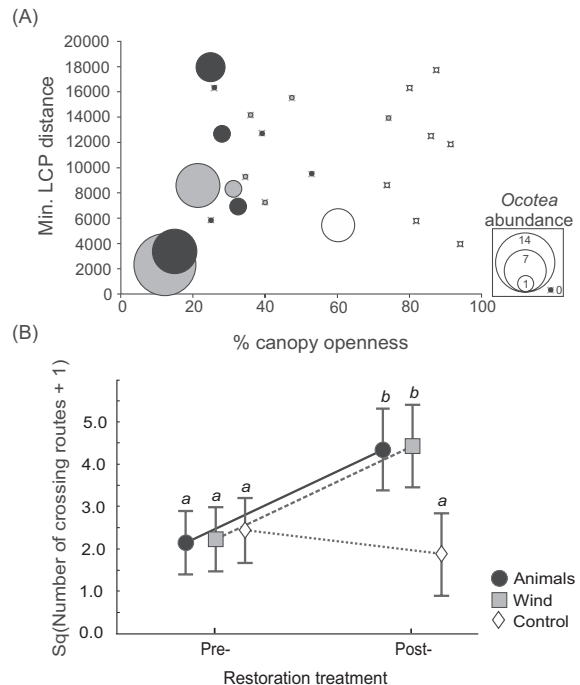 (A)
20000
18000
16000
14000
12000
10000
8000
6000
4000
2000
0
Min. LCP distance
0 20 40 60 80 100
% canopy openness
Ocotea
abundance
14
7
1
0
(B)
Sq(Number of crossing routes + 1)
5.0
4.0
3.0
2.0
1.0
0.0
b b
a a a a
Pre- Post-
Restoration treatment
Animals
Wind
Control